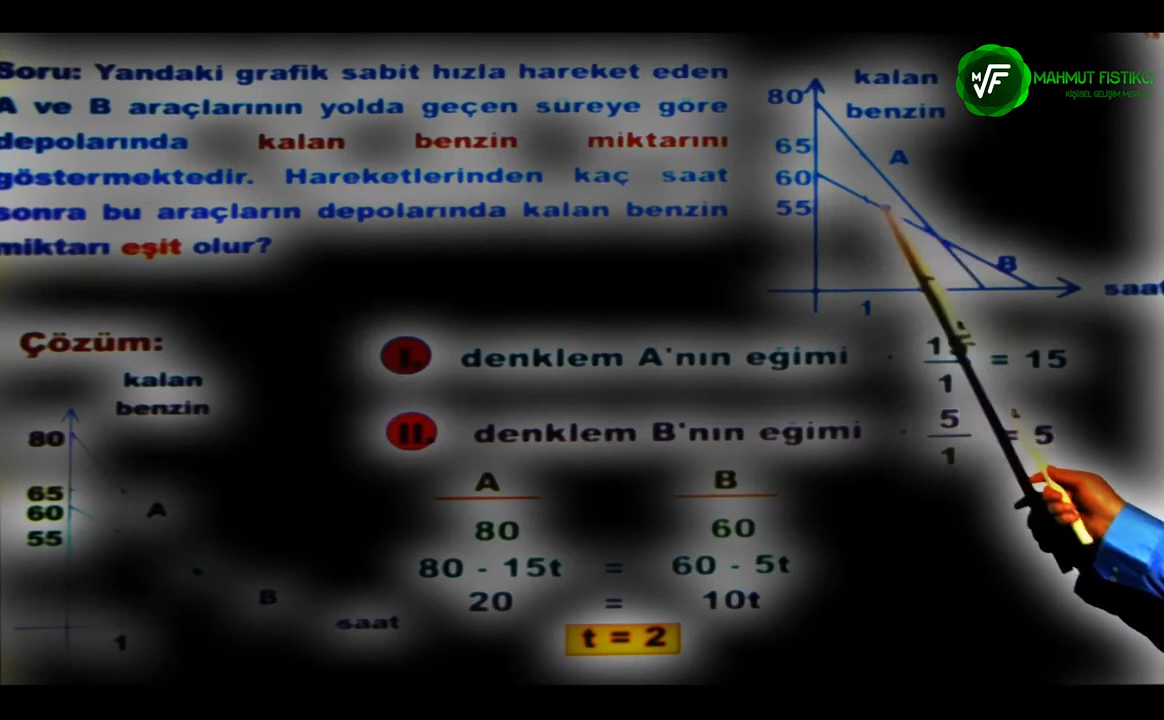 Soru: Yandaki grafik sabit hızla hareket eden
A ve B araçlarının yolda geçen süreye göre
depolarında kalan benzin miktarını
göstermektedir. Hareketlerinden kaç saat
sonra bu araçların depolarında kalan benzin
miktarı eşit olur?
kalan
benzin
80
65
60
55
A
B
1
saat
MVF
MAHMUT FISTIKCI
Çözüm:
kalan
benzin
80
65
60
55
A
B
saat
1
I. denklem A'nın eğimi
1
= 15
II. denklem B'nın eğimi
5
1
= 5
A B
80 60
80 - 15t = 60 - 5t
20 = 10t
t = 2